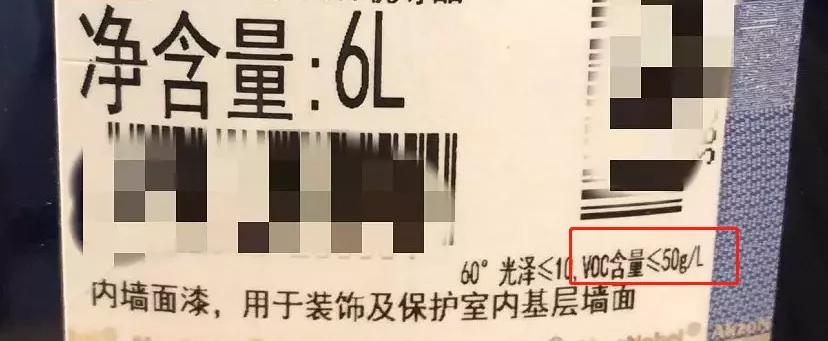 净含量:6L
60° 光泽≤10,VOC含量≤50g/L
内墙面漆，用于装饰及保护室内基层墙面